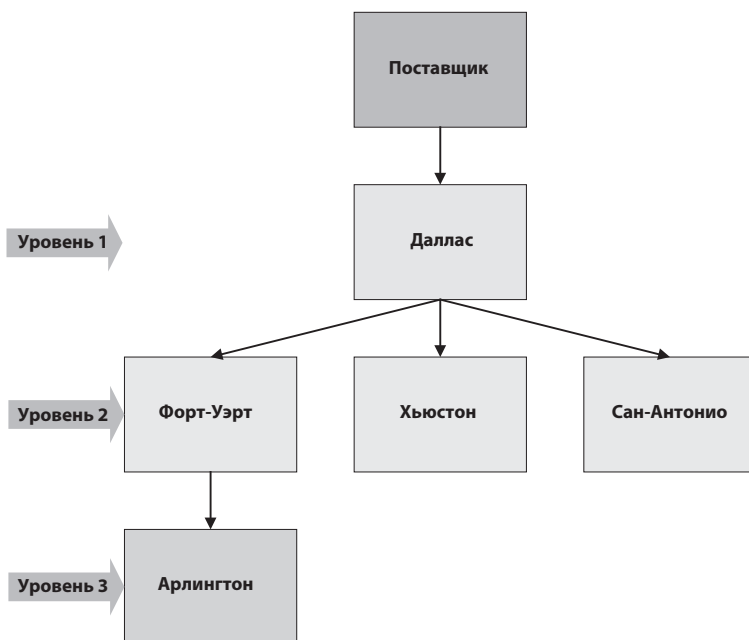 Поставщик
Уровень 1
Даллас
Уровень 2
Форт-Уэрт
Хьюстон
Сан-Антонио
Уровень 3
Арлингтон